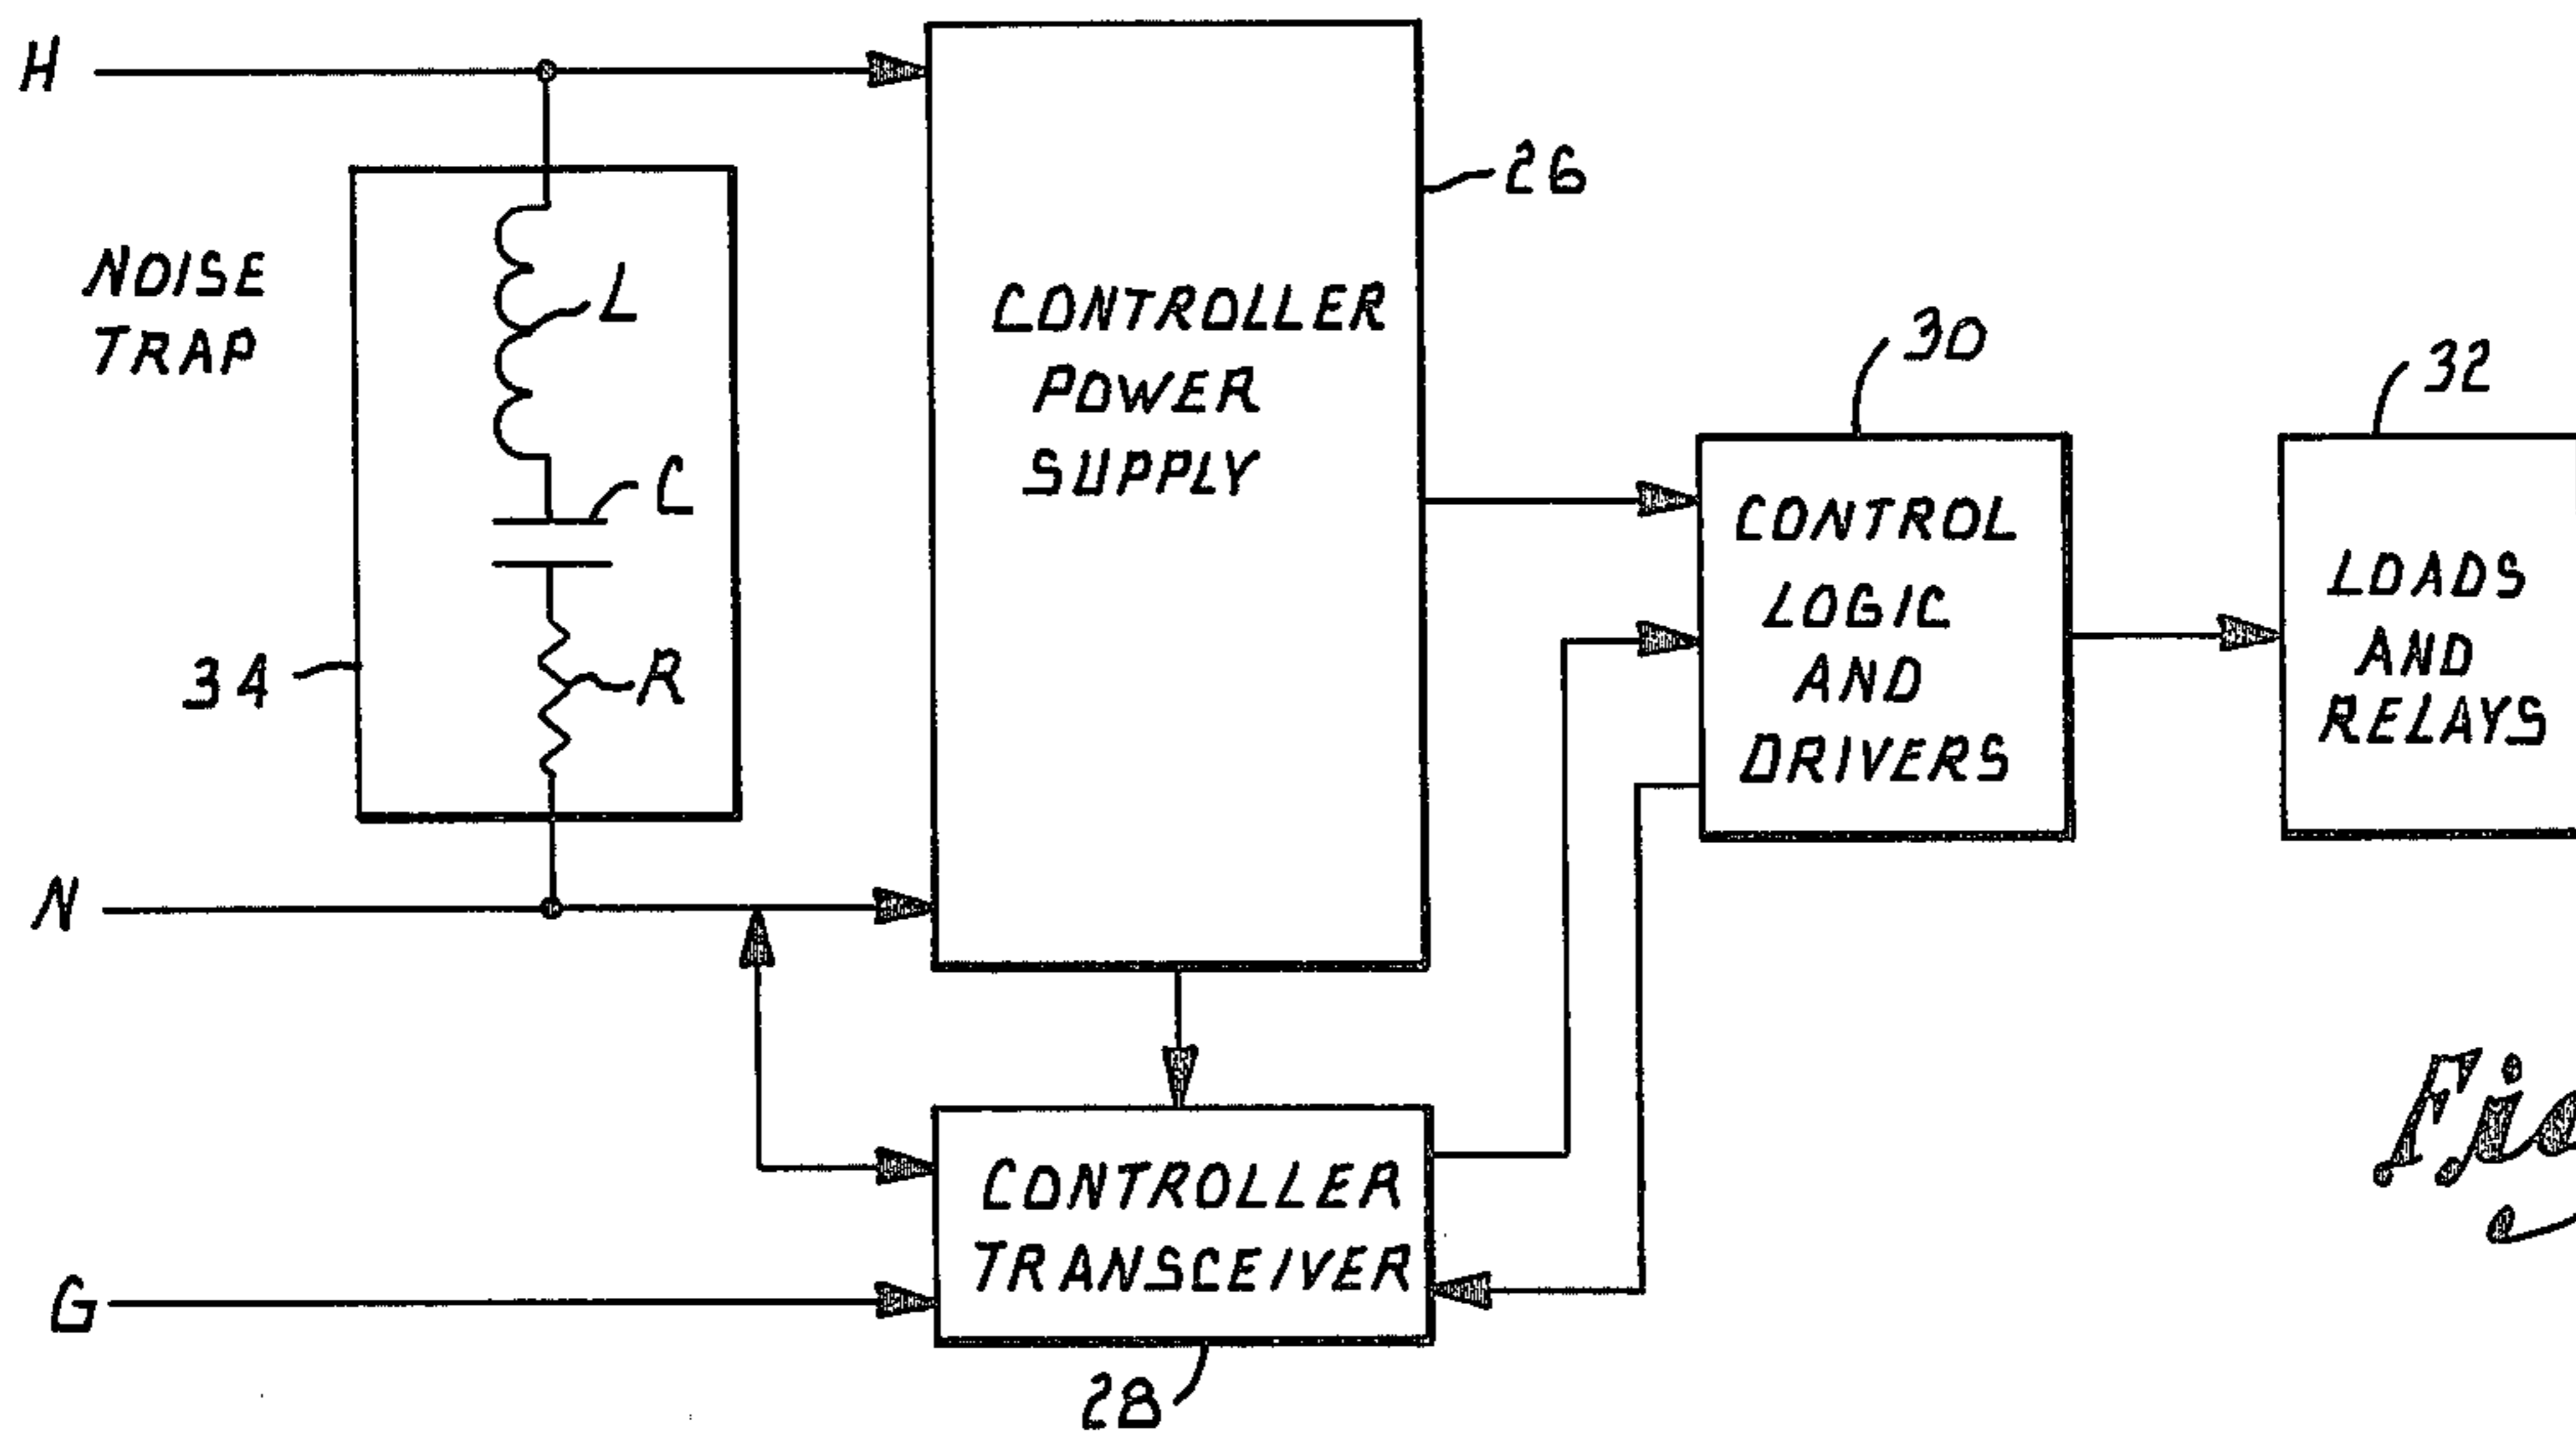 H
NOISE
TRAP
L
C
R
34
N
G
CONTROLLER
POWER
SUPPLY
26
CONTROLLER
TRANSCEIVER
28
30
CONTROL
LOGIC
AND
DRIVERS
32
LOADS
AND
RELAYS